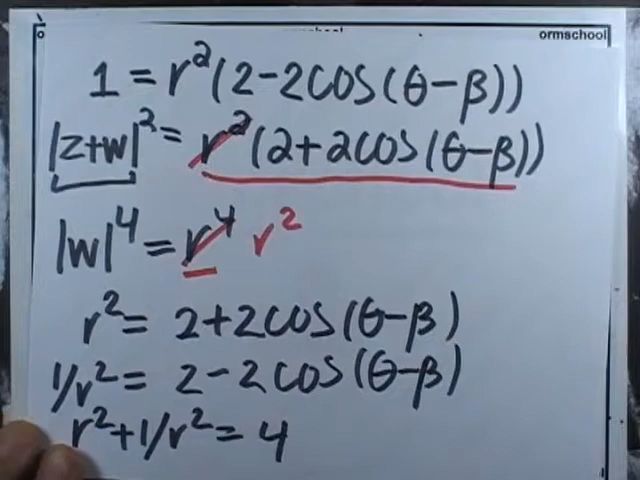 ormschool
1 = r²(2-2cos(θ-β))
|z+w|² = r²(2+2cos(θ-β))
|w|⁴ = r⁴ r²
r² = 2+2cos(θ-β)
1/r² = 2-2cos(θ-β)
r²+1/r² = 4